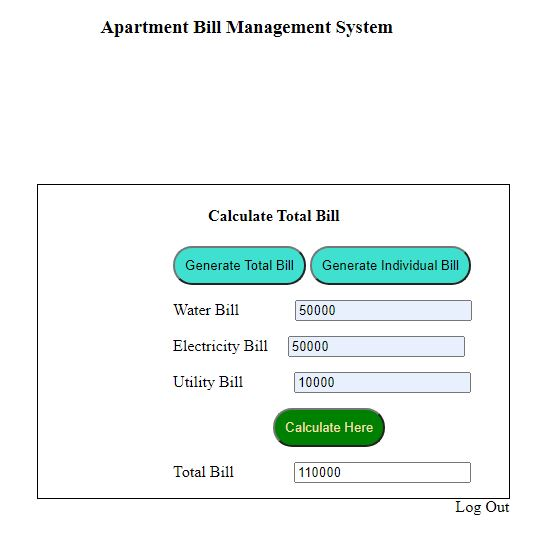 Apartment Bill Management System
Calculate Total Bill
Generate Total Bill Generate Individual Bill
Water Bill 50000
Electricity Bill 50000
Utility Bill 10000
Calculate Here
Total Bill 110000
Log Out